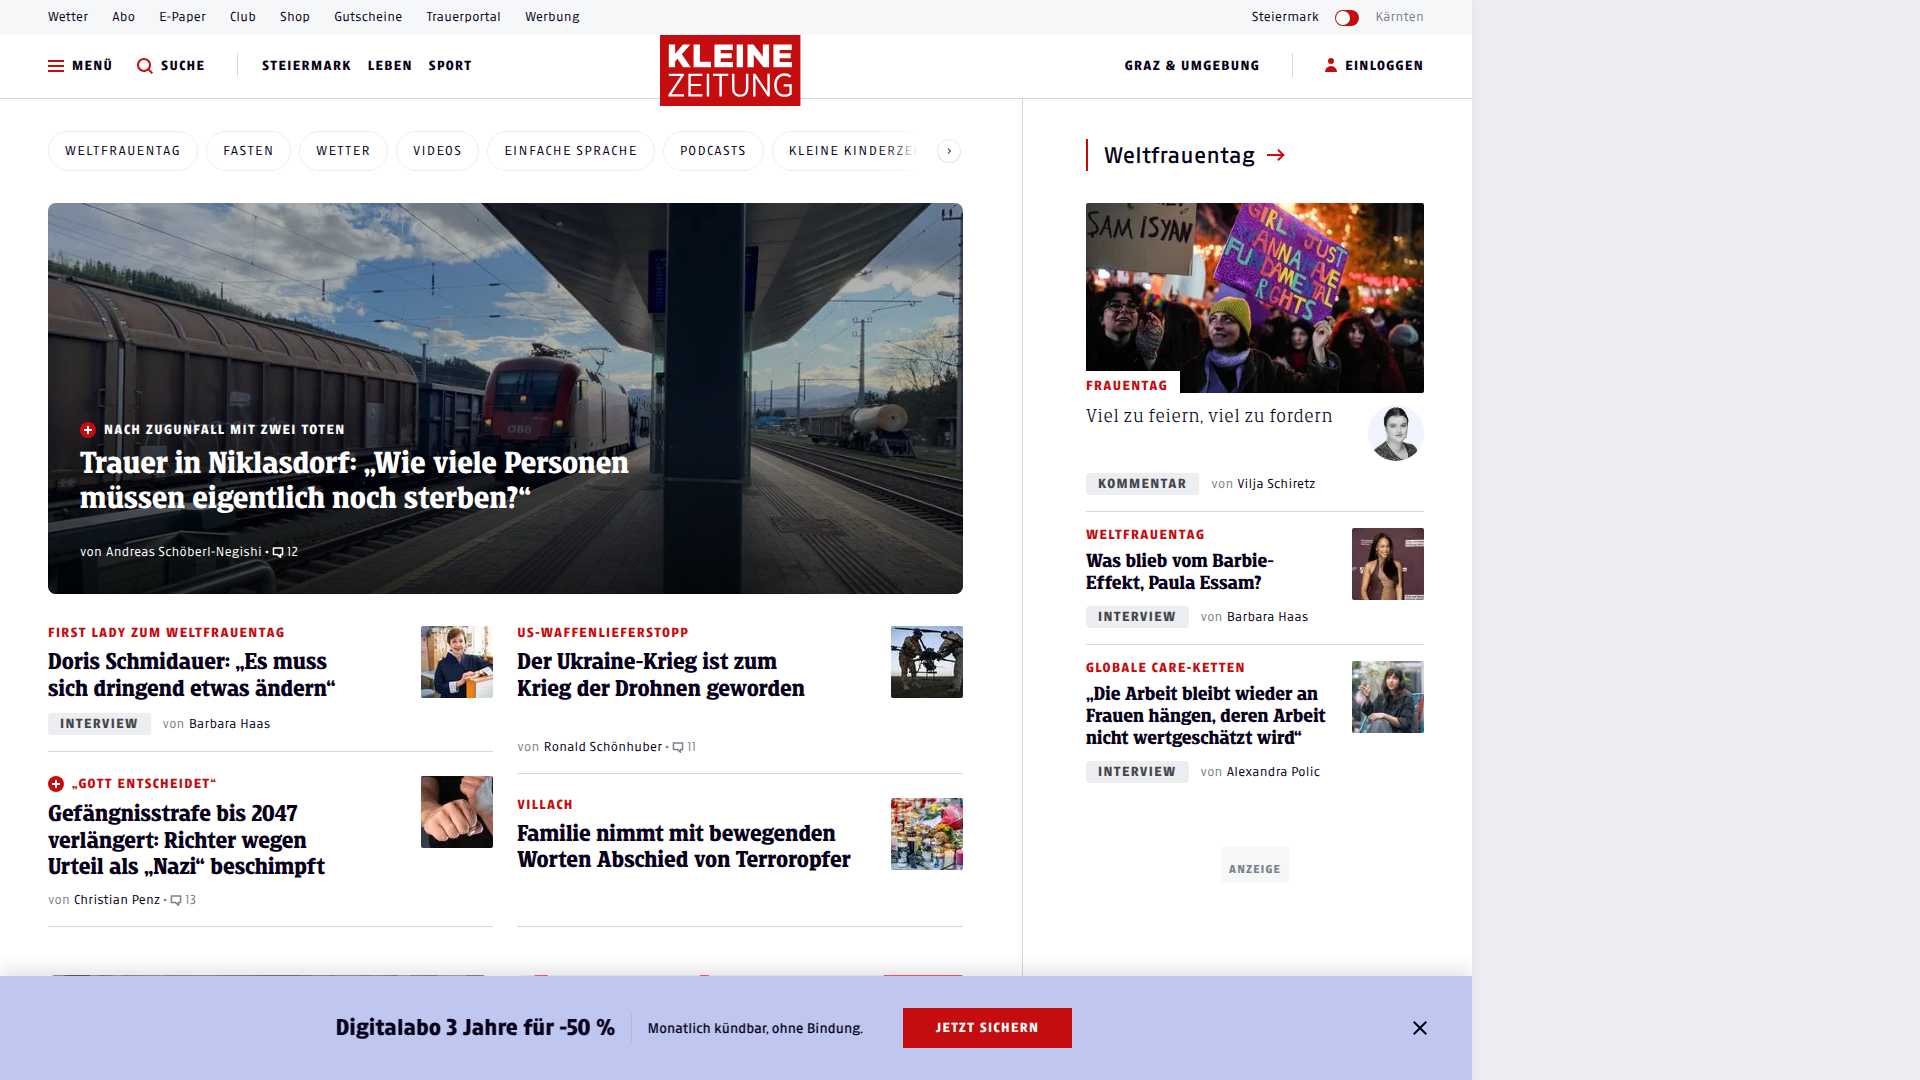 Wetter Abo E-Paper Club Shop Gutscheine Trauerportal Werbung Steiermark Kärnten
MENÜ SUCHE STEIERMARK LEBEN SPORT KLEINE ZEITUNG GRAZ & UMGEBUNG EINLOGGEN
WELTFRAUENTAG FASTEN WETTER VIDEOS EINFACHE SPRACHE PODCASTS KLEINE
NACH ZUGUNFALL MIT ZWEI TOTEN
Trauer in Niklasdorf: „Wie viele Personen
müssen eigentlich noch sterben?“
von Andreas Schöberl-Negishi • 12
FIRST LADY ZUM WELTFRAUENTAG
Doris Schmidauer: „Es muss
sich dringend etwas ändern“
INTERVIEW von Barbara Haas
„GOTT ENTSCHEIDET“
Gefängnisstrafe bis 2047
verlängert: Richter wegen
Urteil als „Nazi“ beschimpft
von Christian Penz • 13
US-WAFFENLIEFERSTOPP
Der Ukraine-Krieg ist zum
Krieg der Drohnen geworden
von Ronald Schönhuber • 11
VILLACH
Familie nimmt mit bewegenden
Worten Abschied von Terroropfer
Weltfrauentag
ŞAM ISYAN
GIRLS JUST
WANNA HAVE
FUNDAMENTAL
RIGHTS
FRAUENTAG
Viel zu feiern, viel zu fordern
KOMMENTAR von Vilja Schiretz
WELTFRAUENTAG
Was blieb vom Barbie-
Effekt, Paula Essam?
INTERVIEW von Barbara Haas
GLOBALE CARE-KETTEN
„Die Arbeit bleibt wieder an
Frauen hängen, deren Arbeit
nicht wertgeschätzt wird“
INTERVIEW von Alexandra Polic
ANZEIGE
Digitalabo 3 Jahre für -50 % Monatlich kündbar, ohne Bindung. JETZT SICHERN